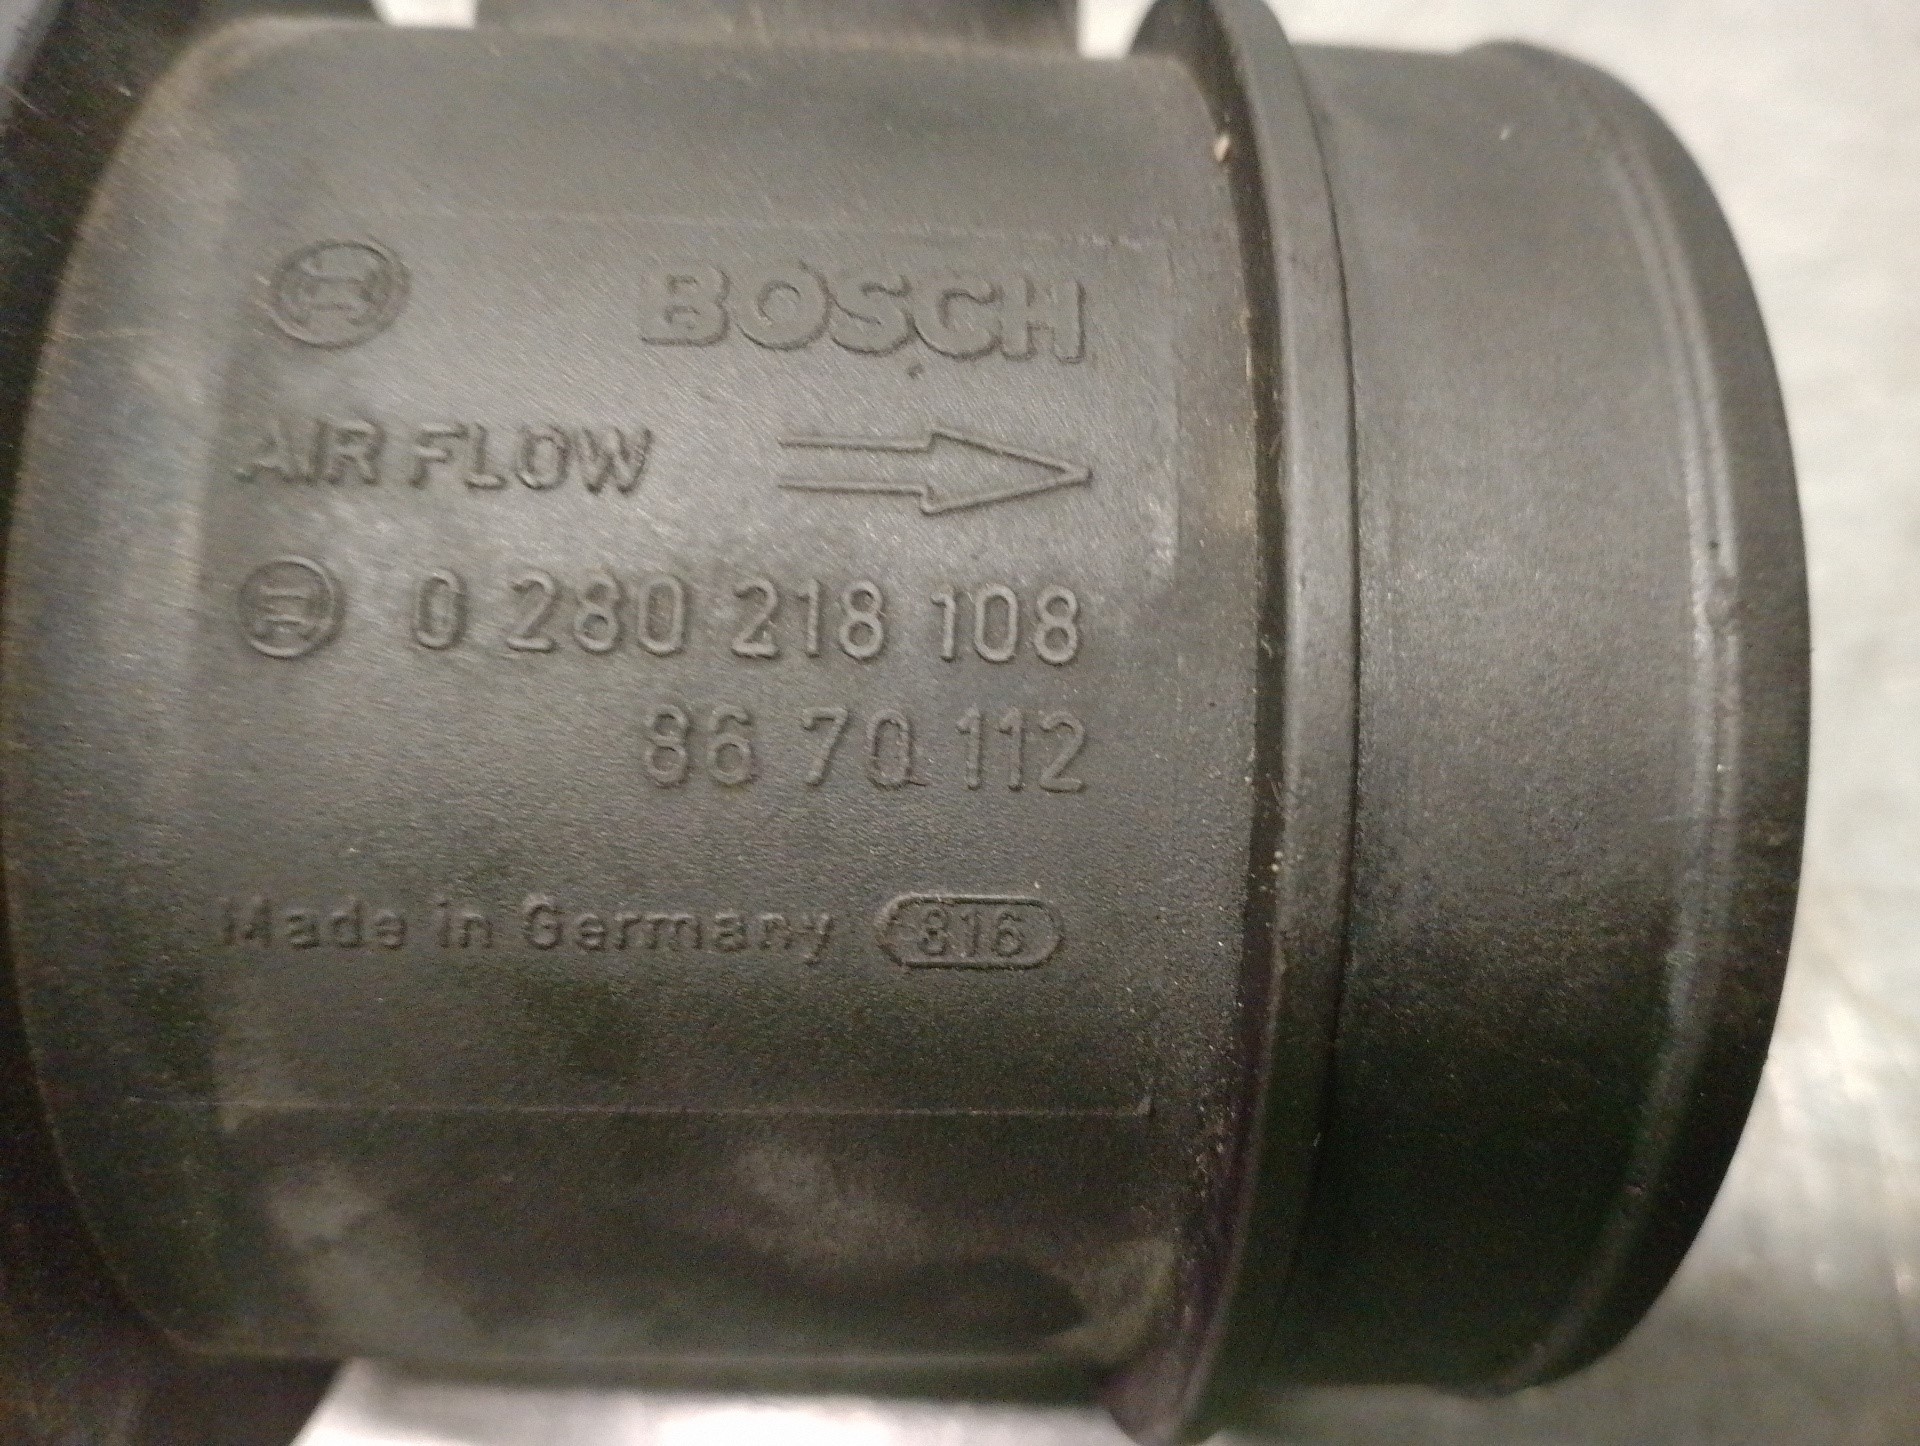 BOSCH
AIR FLOW
0 280 218 108
86 70 112
Made in Germany 816